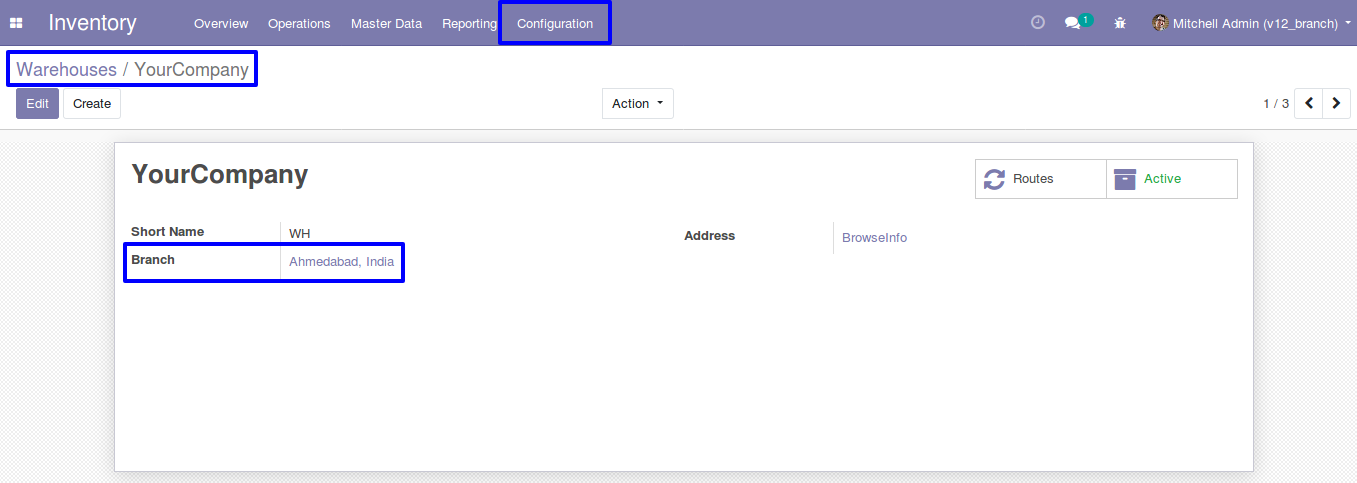 Inventory Overview Operations Master Data Reporting Configuration 1 Mitchell Admin (v12_branch)
Warehouses / YourCompany
Edit Create Action 1 / 3
YourCompany
Routes Active
Short Name WH
Address BrowseInfo
Branch Ahmedabad, India